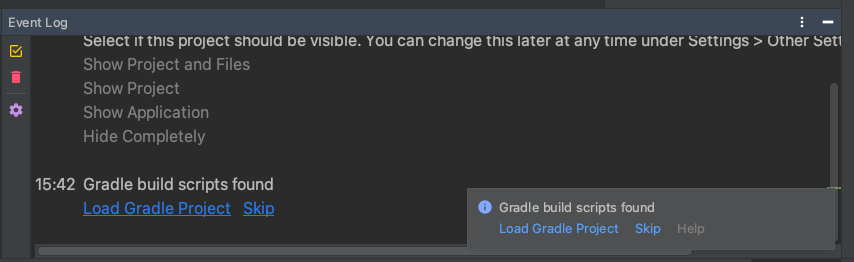 Event Log
Select if this project should be visible. You can change this later at any time under Settings > Other Sett
Show Project and Files
Show Project
Show Application
Hide Completely
15:42 Gradle build scripts found
Load Gradle Project Skip
Gradle build scripts found
Load Gradle Project Skip Help